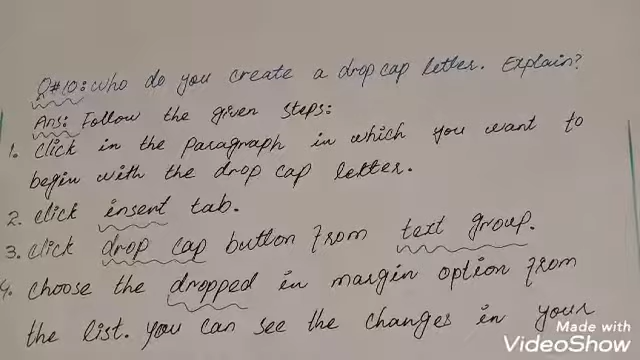 Q#10: who do you create a drop cap letter. Explain?
Ans: Follow the given steps:
1. click in the Paragraph in which you want to
begin with the drop cap letter.
2. click insert tab.
3. click drop cap button from text group.
4. choose the dropped in margin option from
the list. you can see the changes in your
Made with
VideoShow